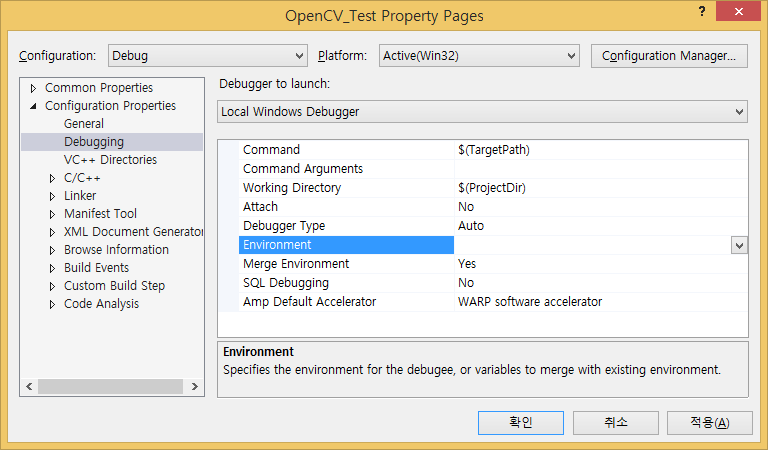 OpenCV_Test Property Pages
? ×
Configuration: Debug Platform: Active(Win32) Configuration Manager...
Common Properties
Configuration Properties
General
Debugging
VC++ Directories
C/C++
Linker
Manifest Tool
XML Document Generator
Browse Information
Build Events
Custom Build Step
Code Analysis
Debugger to launch:
Local Windows Debugger
Command $(TargetPath)
Command Arguments
Working Directory $(ProjectDir)
Attach No
Debugger Type Auto
Environment
Merge Environment Yes
SQL Debugging No
Amp Default Accelerator WARP software accelerator
Environment
Specifies the environment for the debugee, or variables to merge with existing environment.
확인 취소 적용(A)